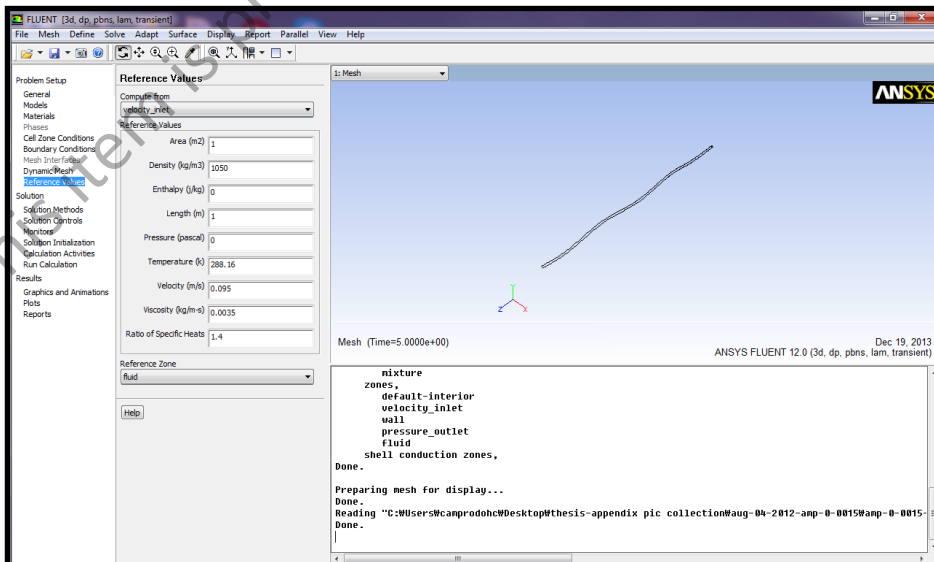 FLUENT [3d, dp, pbns, lam, transient]
File Mesh Define Solve Adapt Surface Display Report Parallel View Help
Problem Setup
General
Models
Materials
Phases
Cell Zone Conditions
Boundary Conditions
Mesh Interfaces
Dynamic Mesh
Reference Values
Solution
Solution Methods
Solution Controls
Monitors
Solution Initialization
Calculation Activities
Run Calculation
Results
Graphics and Animations
Plots
Reports
Reference Values
Compute from
velocity_inlet
Reference Values
Area (m2) 1
Density (kg/m3) 1050
Enthalpy (j/kg) 0
Length (m) 1
Pressure (pascal) 0
Temperature (k) 288.16
Velocity (m/s) 0.095
Viscosity (kg/m-s) 0.0035
Ratio of Specific Heats 1.4
Reference Zone
fluid
Help
1: Mesh
ANSYS
Y
Z X
Mesh (Time=5.0000e+00)
Dec 19, 2013
ANSYS FLUENT 12.0 (3d, dp, pbns, lam, transient)
mixture
zones,
default-interior
velocity_inlet
wall
pressure_outlet
fluid
shell conduction zones,
Done.
Preparing mesh for display...
Done.
Reading "C:₩Users₩camprodohc₩Desktop₩thesis-appendix pic collection₩aug-04-2012-amp-0-0015₩amp-0-0015-
Done.
his item is p